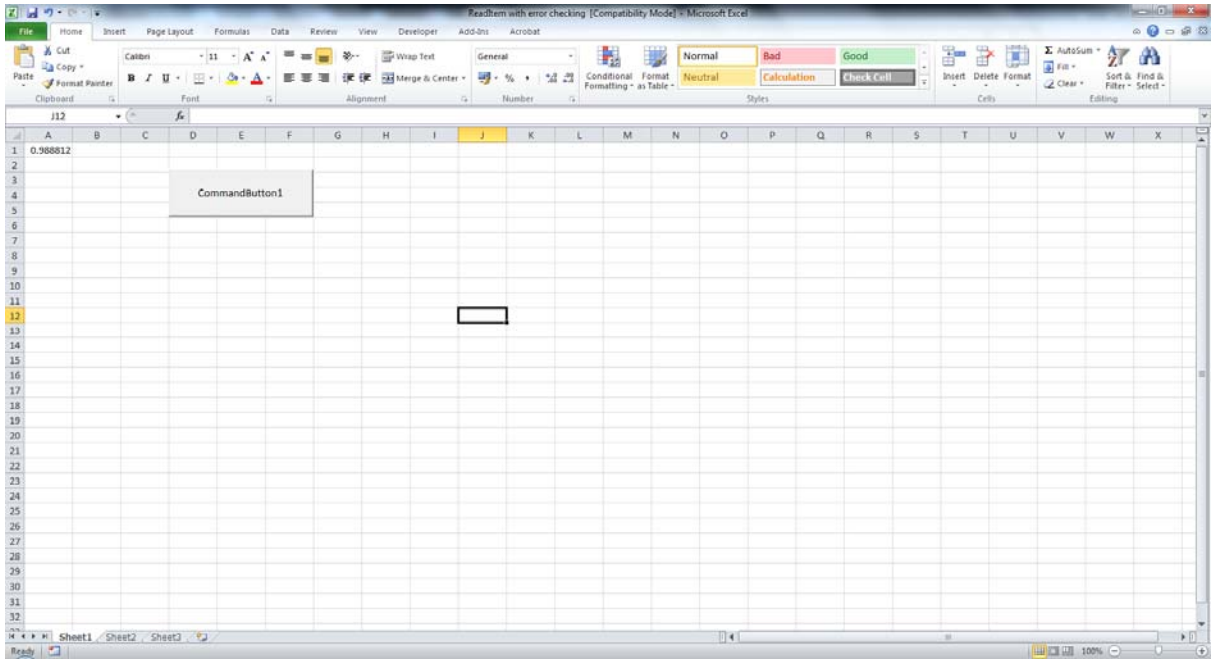 ReadItem with error checking [Compatibility Mode] - Microsoft Excel
File Home Insert Page Layout Formulas Data Review View Developer Add-Ins Acrobat
Paste
Cut
Copy
Format Painter
Clipboard
Calibri 11
B I U
Font
Wrap Text
Merge & Center
Alignment
General
Number
Conditional Formatting
Format as Table
Normal Bad Good
Neutral Calculation Check Cell
Styles
Insert Delete Format
Cells
Σ AutoSum
Fill
Clear
Sort & Filter
Find & Select
Editing
J12 fx
A B C D E F G H I J K L M N O P Q R S T U V W X
1 0.988812
2
3
4 CommandButton1
5
6
7
8
9
10
11
12
13
14
15
16
17
18
19
20
21
22
23
24
25
26
27
28
29
30
31
32
Sheet1 Sheet2 Sheet3
Ready 100%